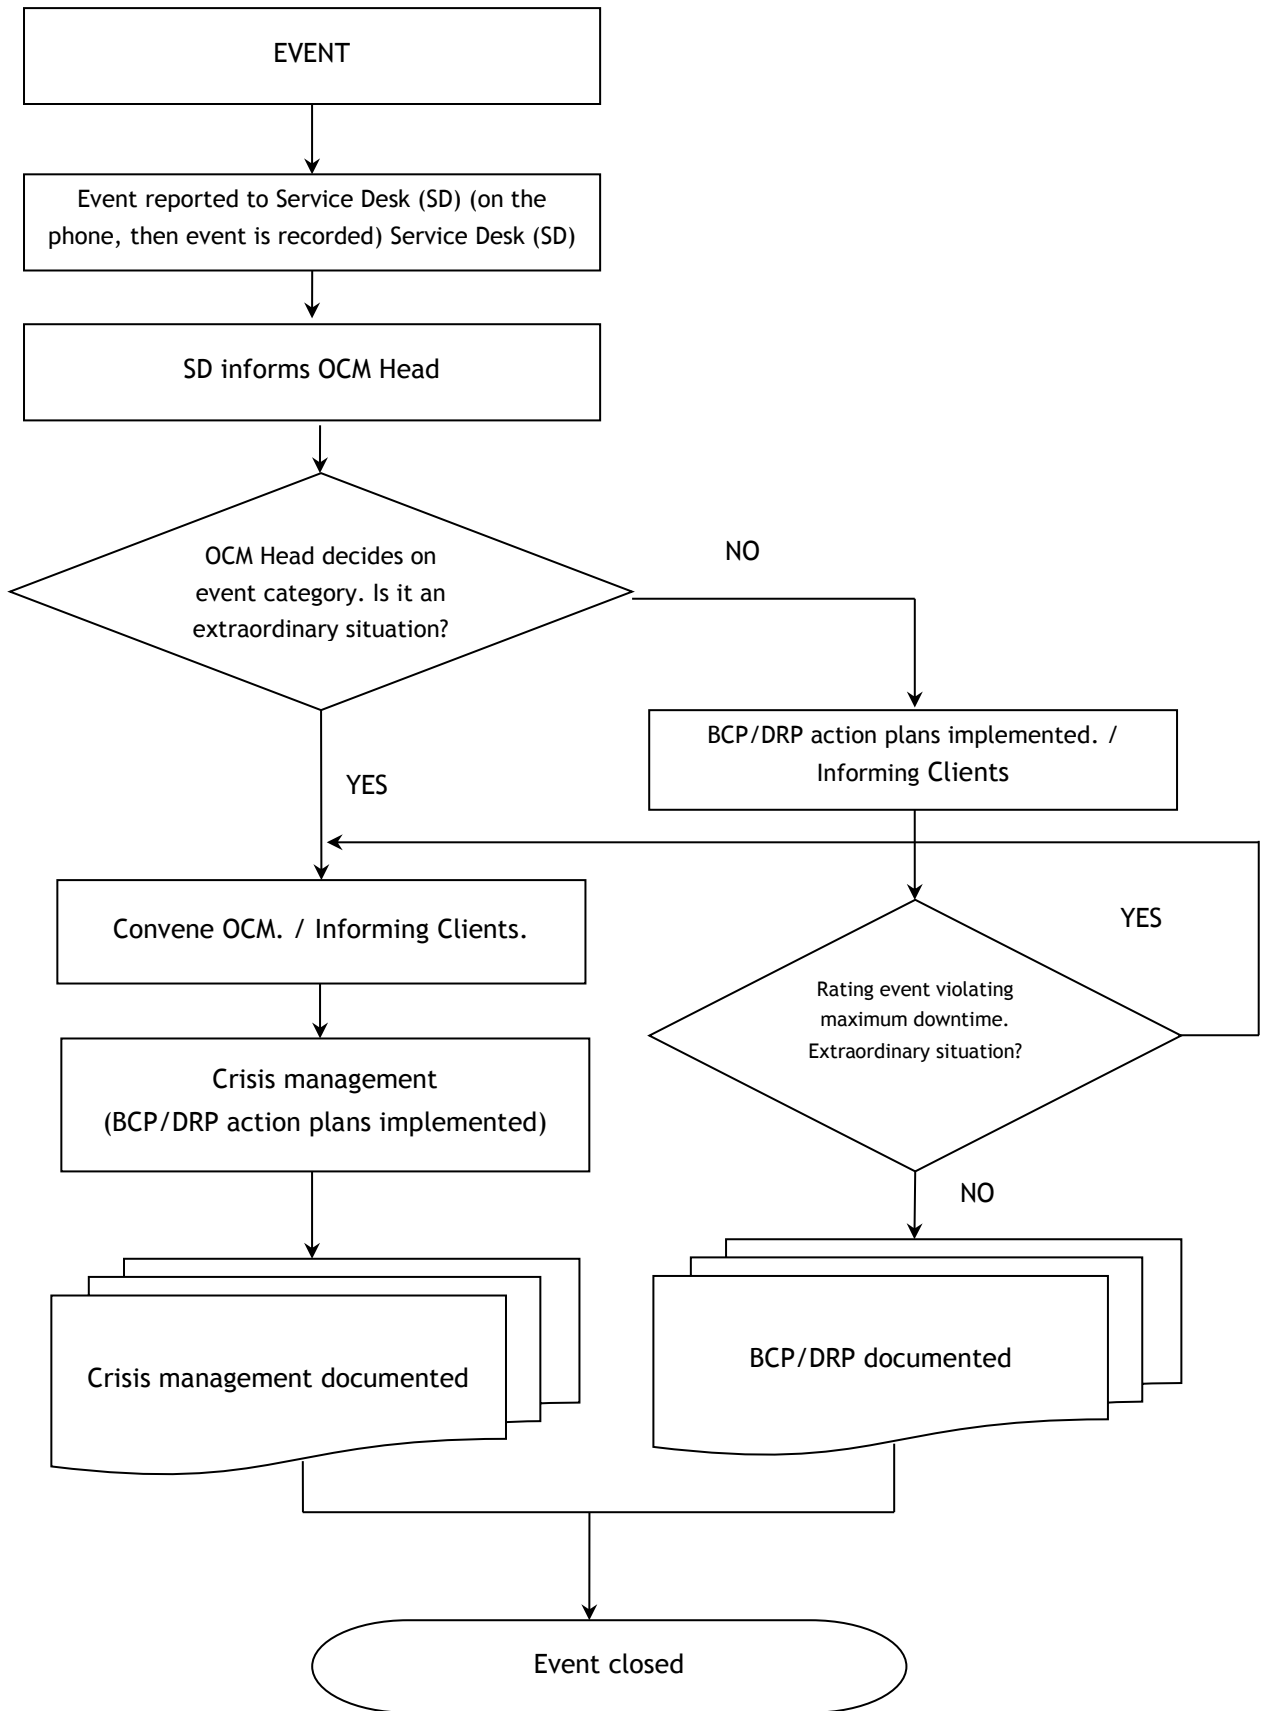 EVENT
Event reported to Service Desk (SD) (on the
phone, then event is recorded) Service Desk (SD)
SD informs OCM Head
OCM Head decides on
event category. Is it an
extraordinary situation?
NO
BCP/DRP action plans implemented. /
Informing Clients
YES
Convene OCM. / Informing Clients.
YES
Rating event violating
maximum downtime.
Extraordinary situation?
Crisis management
(BCP/DRP action plans implemented)
NO
Crisis management documented
BCP/DRP documented
Event closed